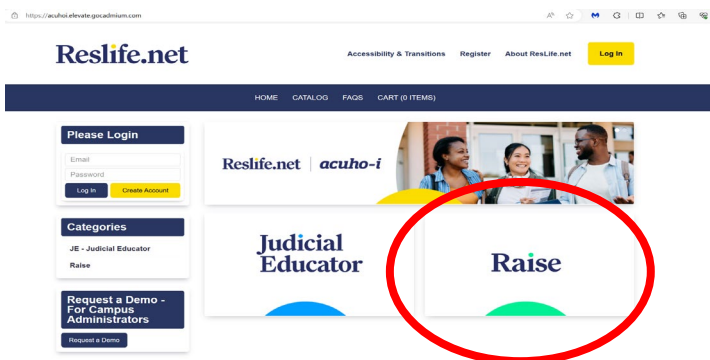 https://acuhoi.elevate.gocadmium.com
Reslife.net
Accessibility & Transitions Register About ResLife.net Log In
HOME CATALOG FAQS CART (0 ITEMS)
Please Login
Email
Password
Log In Create Account
Reslife.net | acuho-i
Categories
JE - Judicial Educator
Raise
Judicial
Educator
Raise
Request a Demo -
For Campus
Administrators
Request a Demo